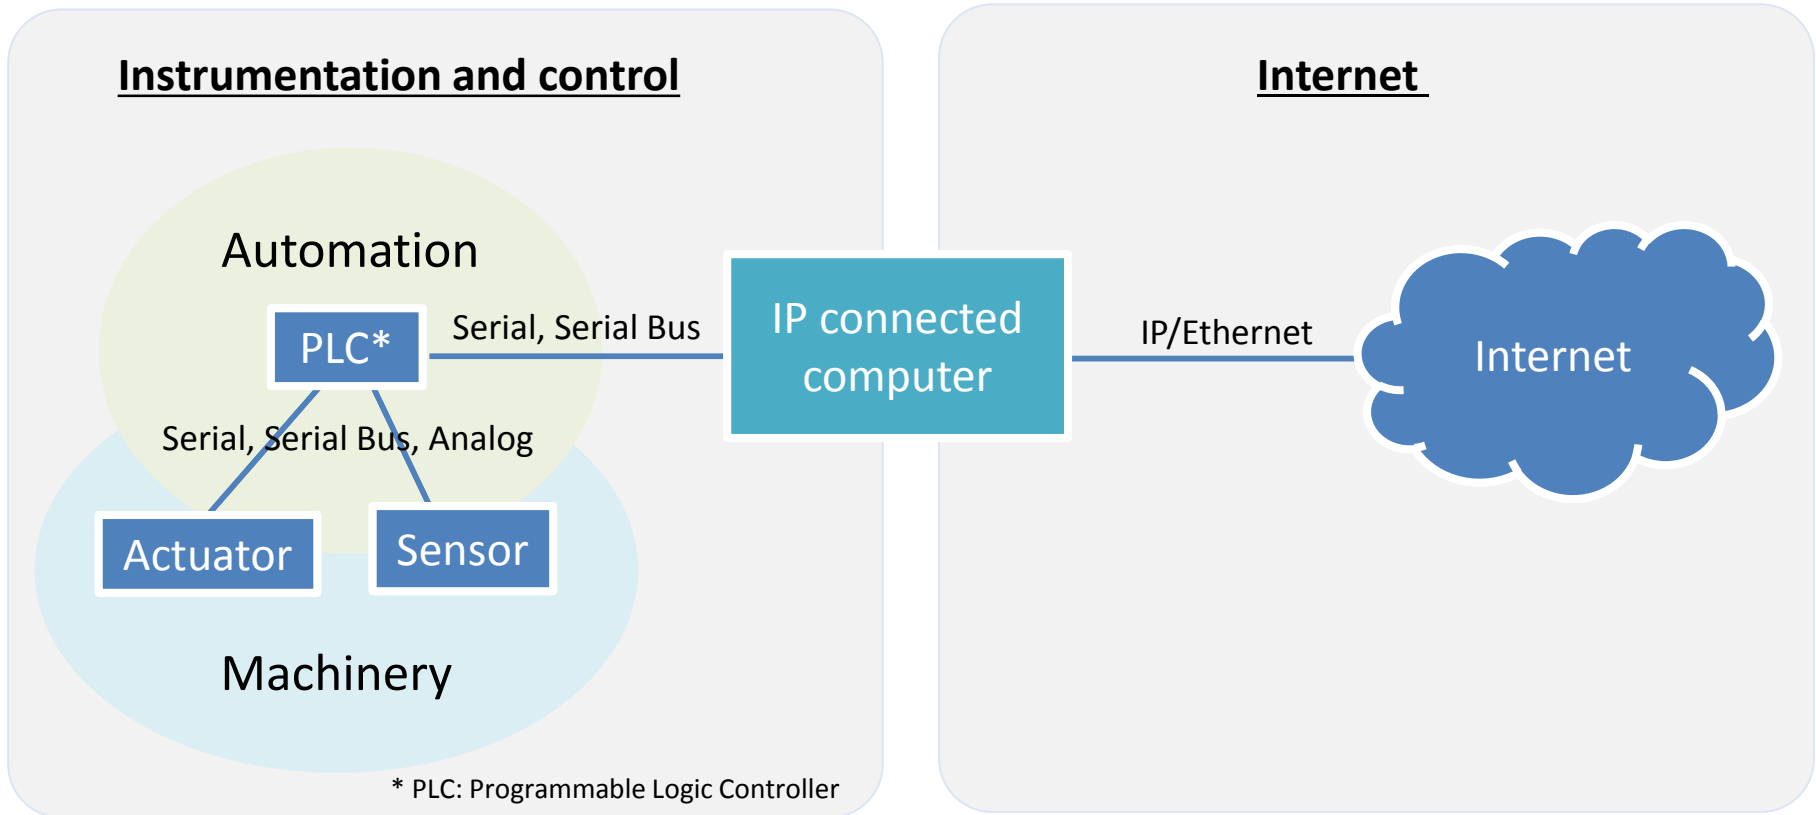 Instrumentation and control
Automation
PLC*
Serial, Serial Bus
Serial, Serial Bus, Analog
Actuator
Sensor
Machinery
* PLC: Programmable Logic Controller
IP connected
computer
Internet
IP/Ethernet
Internet